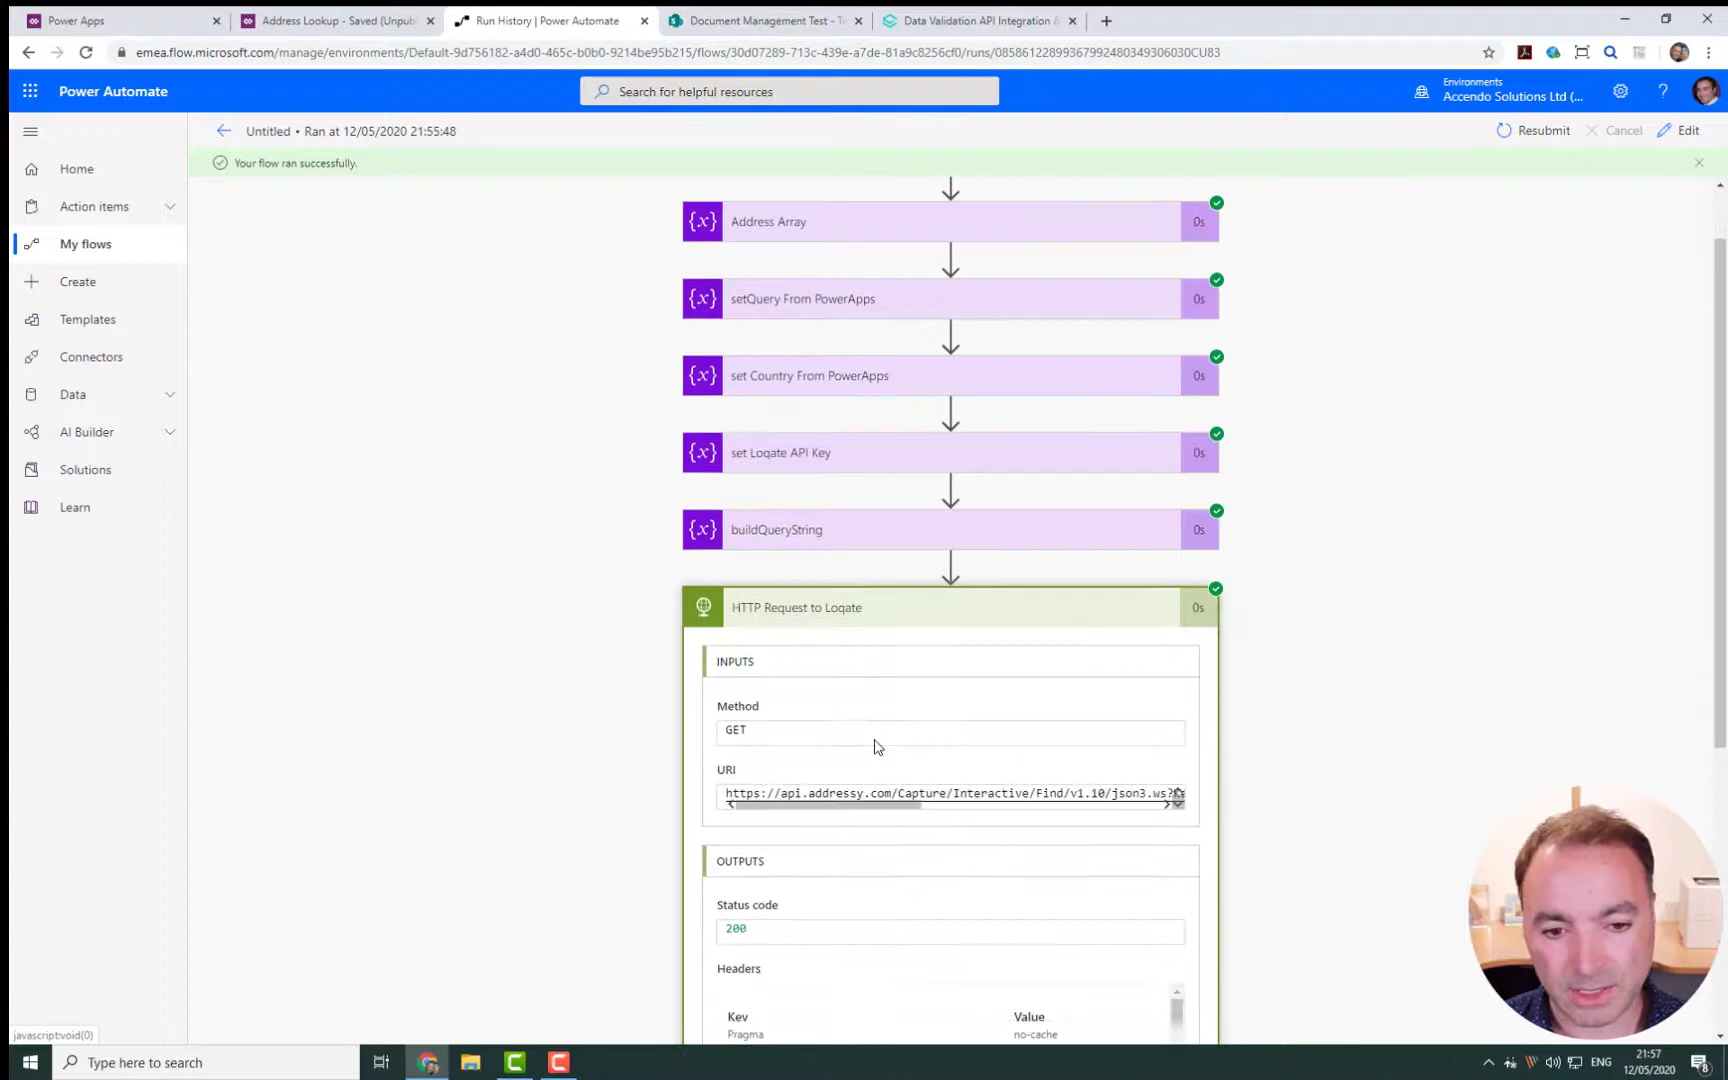 Power Apps
Address Lookup - Saved (Unpub
Run History | Power Automate
Document Management Test - T
Data Validation API Integration &
emea.flow.microsoft.com/manage/environments/Default-9d756182-a4d0-465c-b0b0-9214be95b215/flows/30d07289-713c-439e-a7de-81a9c8256cf0/runs/08586122899367992480349306030CU83
Power Automate
Search for helpful resources
Environments
Accendo Solutions Ltd (...
Untitled • Ran at 12/05/2020 21:55:48
Resubmit
Cancel
Edit
Your flow ran successfully.
Home
Action items
My flows
Create
Templates
Connectors
Data
AI Builder
Solutions
Learn
{x} Address Array 0s
{x} setQuery From PowerApps 0s
{x} set Country From PowerApps 0s
{x} set Loqate API Key 0s
{x} buildQueryString 0s
HTTP Request to Loqate 0s
INPUTS
Method
GET
URI
https://api.addressy.com/Capture/Interactive/Find/v1.10/json3.ws?
OUTPUTS
Status code
200
Headers
Key Value
Pragma no-cache
javascript:void(0)
Type here to search
ENG
21:57
12/05/2020
8